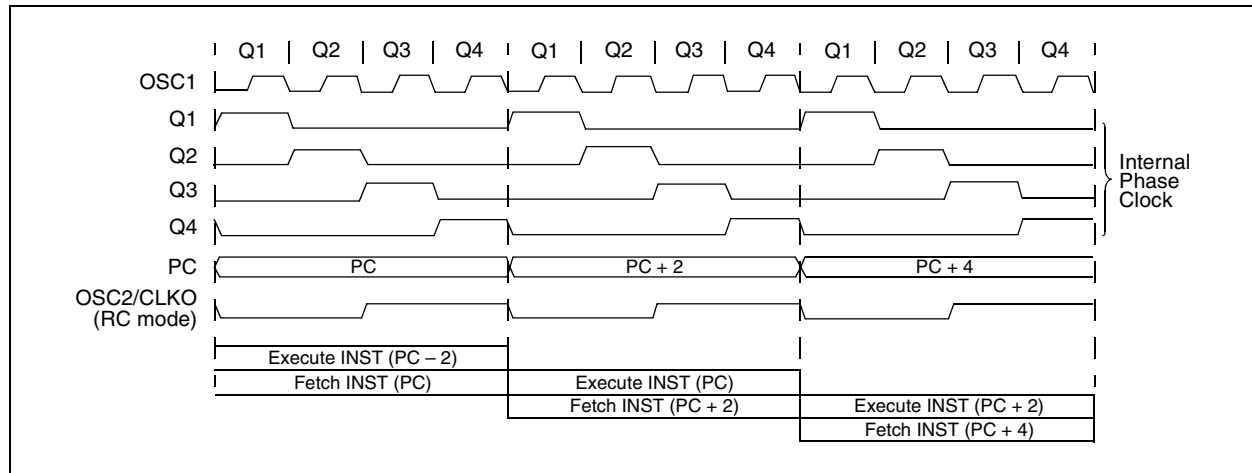 Q1 Q2 Q3 Q4 Q1 Q2 Q3 Q4 Q1 Q2 Q3 Q4
OSC1
Q1
Q2
Q3
Q4
Internal
Phase
Clock
PC PC PC + 2 PC + 4
OSC2/CLKO
(RC mode)
Execute INST (PC – 2)
Fetch INST (PC) Execute INST (PC)
Fetch INST (PC + 2) Execute INST (PC + 2)
Fetch INST (PC + 4)